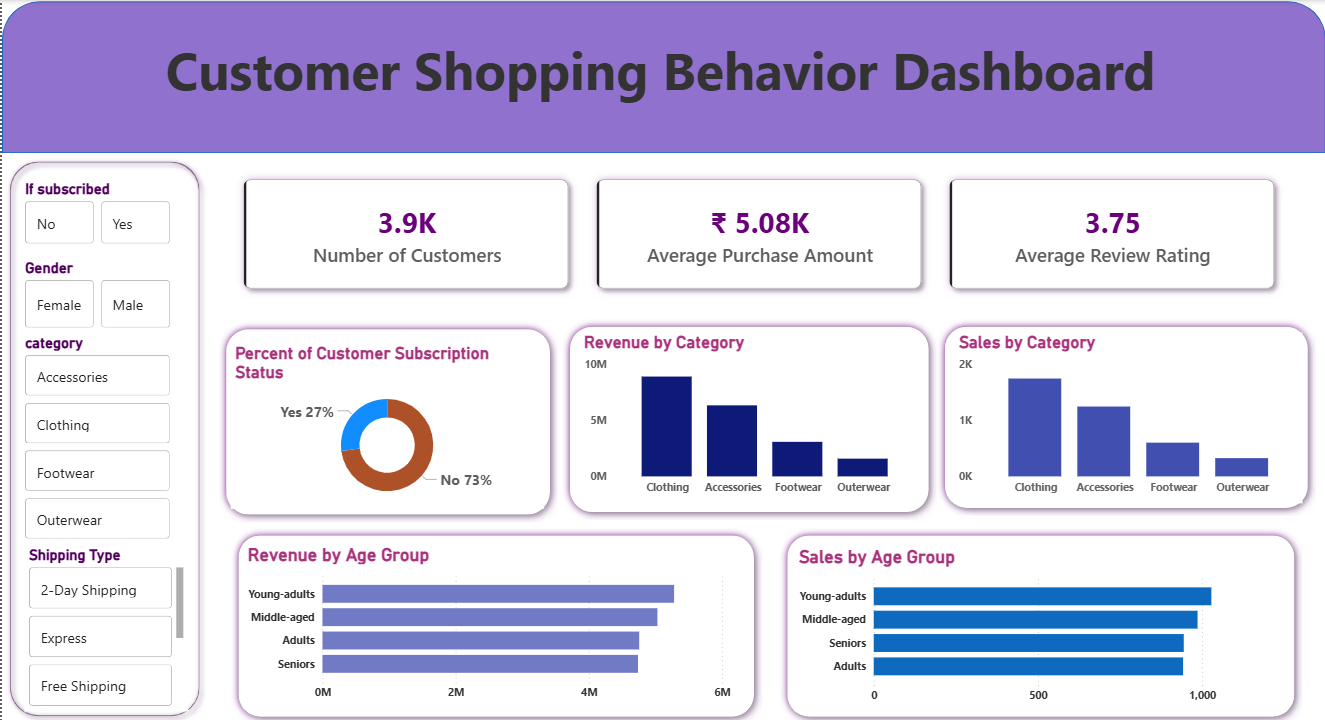 Customer Shopping Behavior Dashboard
If subscribed
No Yes
Gender
Female Male
category
Accessories
Clothing
Footwear
Outerwear
Shipping Type
2-Day Shipping
Express
Free Shipping
3.9K
Number of Customers
₹ 5.08K
Average Purchase Amount
3.75
Average Review Rating
Percent of Customer Subscription
Status
Yes 27%
No 73%
Revenue by Category
10M
5M
0M
Clothing Accessories Footwear Outerwear
Sales by Category
2K
1K
0K
Clothing Accessories Footwear Outerwear
Revenue by Age Group
Young-adults
Middle-aged
Adults
Seniors
0M 2M 4M 6M
Sales by Age Group
Young-adults
Middle-aged
Seniors
Adults
0 500 1,000